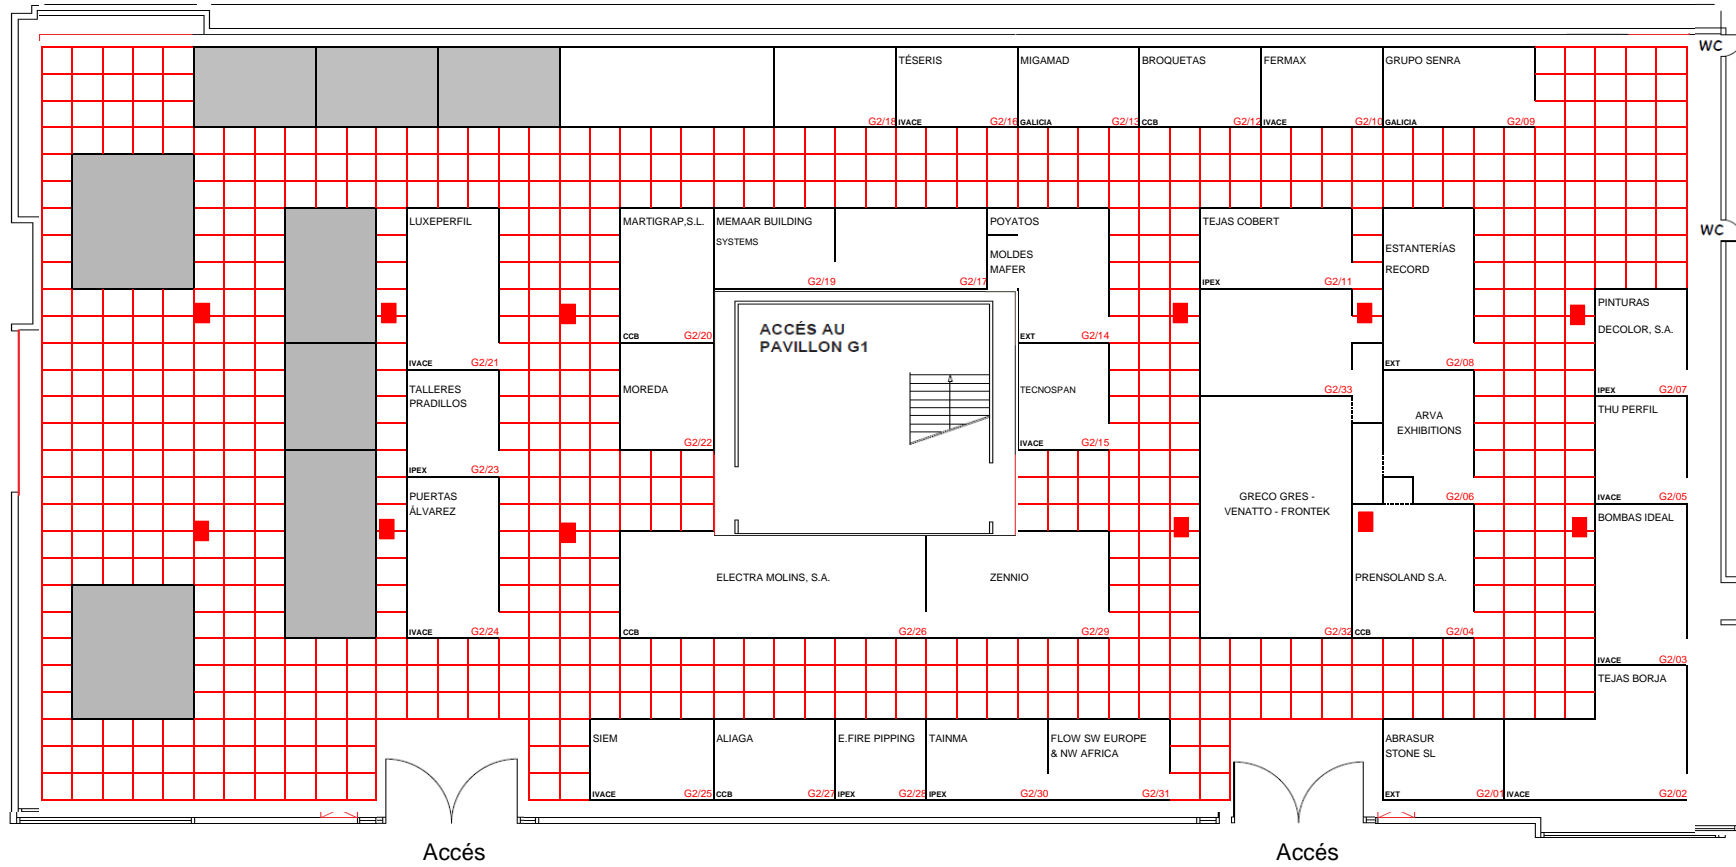 WC
TÉSERIS
MIGAMAD
BROQUETAS
FERMAX
GRUPO SENRA
G2/18
IVACE
G2/16
GALICIA
G2/13
CCB
G2/12
IVACE
G2/10
GALICIA
G2/09
WC
LUXEPERFIL
IVACE
G2/21
MARTIGRAP,S.L.
CCB
G2/20
MEMAAR BUILDING
SYSTEMS
G2/19
G2/17
POYATOS
MOLDES
MAFER
EXT
G2/14
TEJAS COBERT
IPEX
G2/11
ESTANTERÍAS
RECORD
EXT
G2/08
PINTURAS
DECOLOR, S.A.
IPEX
G2/07
ACCÉS AU
PAVILLON G1
TALLERES
PRADILLOS
IPEX
G2/23
MOREDA
G2/22
TECNOSPAN
IVACE
G2/15
G2/33
ARVA
EXHIBITIONS
G2/06
THU PERFIL
IVACE
G2/05
PUERTAS
ÁLVAREZ
IVACE
G2/24
GRECO GRES -
VENATTO - FRONTEK
G2/32
BOMBAS IDEAL
IVACE
G2/03
ELECTRA MOLINS, S.A.
CCB
G2/26
ZENNIO
G2/29
PRENSOLAND S.A.
CCB
G2/04
TEJAS BORJA
SIEM
IVACE
G2/25
ALIAGA
CCB
G2/27
E.FIRE PIPPING
IPEX
G2/28
TAINMA
IPEX
G2/30
FLOW SW EUROPE
& NW AFRICA
G2/31
ABRASUR
STONE SL
EXT
G2/01
IVACE
G2/02
Accés
Accés